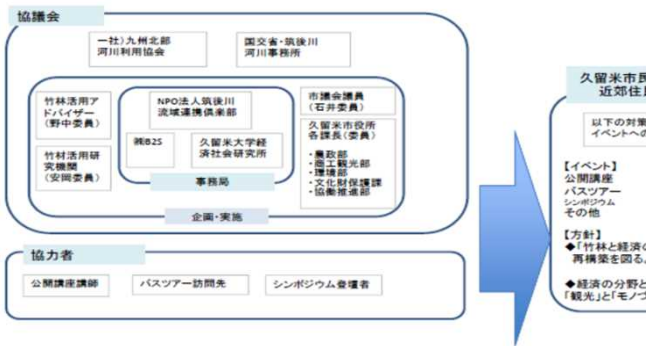 協議会
一社)九州北部
河川利用協会
国交省・筑後川
河川事務所
竹林活用ア
ドバイザー
(野中委員)
竹材活用研
究機関
(安岡委員)
NPO法人筑後川
流域連携倶楽部
㈱B2S
久留米大学経
済社会研究所
事務局
市議会議員
(石井委員)
久留米市役所
各課長(委員)
・農政部
・商工観光部
・環境部
・文化財保護課
・協働推進部
企画・実施
協力者
公開講座講師
バスツアー訪問先
シンポジウム登壇者
久留米市民
近郊住民
以下の対策
イベントへの
【イベント】
公開講座
バスツアー
シンポジウム
その他
【方針】
◆「竹林と経済の
再構築を図る。
◆経済の分野と
「観光」と「モノづ